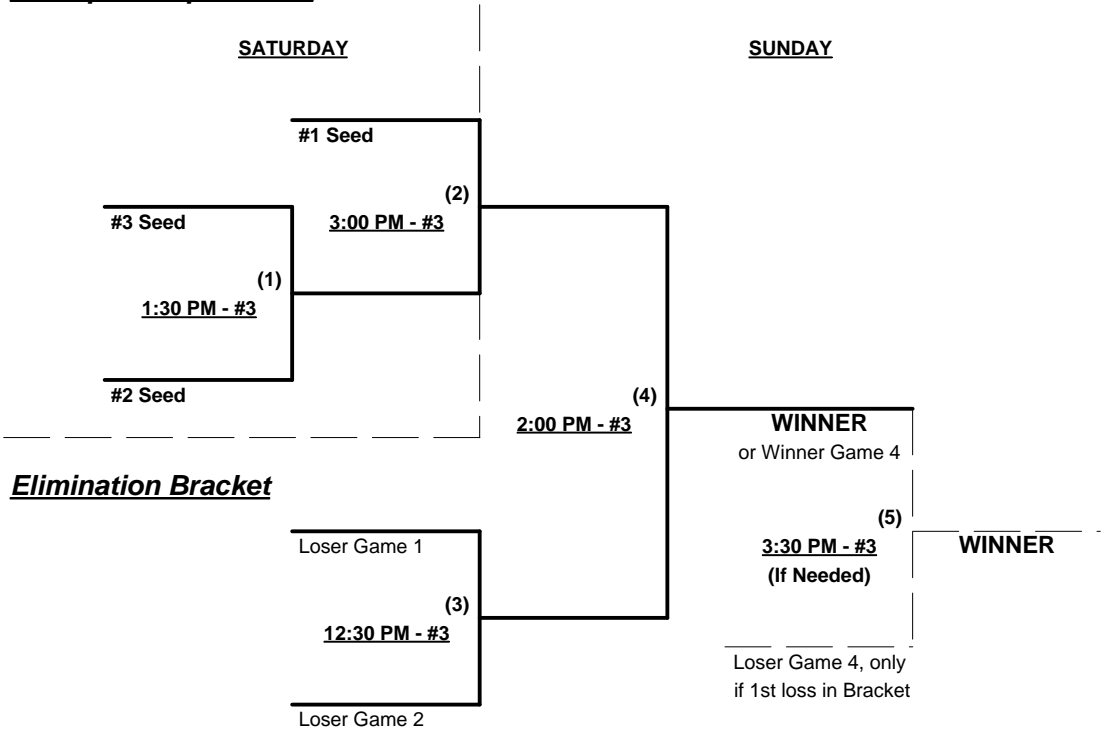 SATURDAY
SUNDAY
#1 Seed
(2)
3:00 PM - #3
#3 Seed
(1)
1:30 PM - #3
#2 Seed
(4)
2:00 PM - #3
WINNER
or Winner Game 4
Elimination Bracket
(5)
3:30 PM - #3
(If Needed)
WINNER
Loser Game 1
(3)
12:30 PM - #3
Loser Game 2
Loser Game 4, only
if 1st loss in Bracket